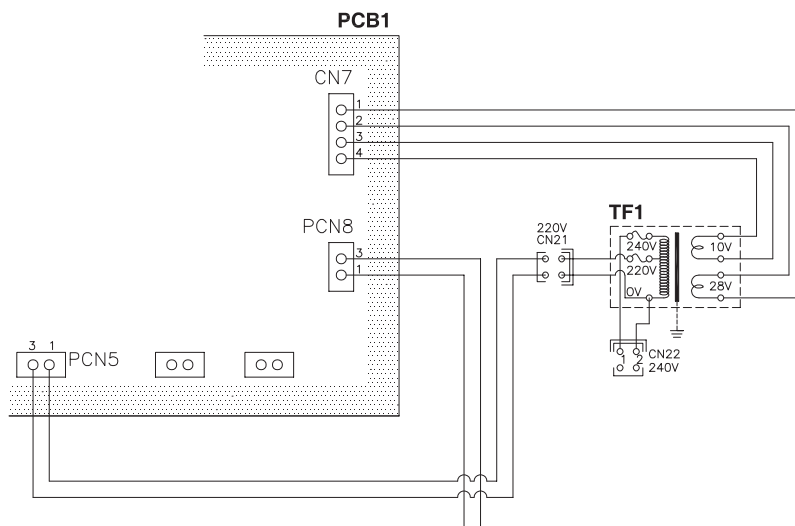 PCB1
CN7
1
2
3
4
PCN8
3
1
TF1
220V
CN21
240V
220V
0V
10V
28V
3 1
PCN5
1 2
CN22
240V